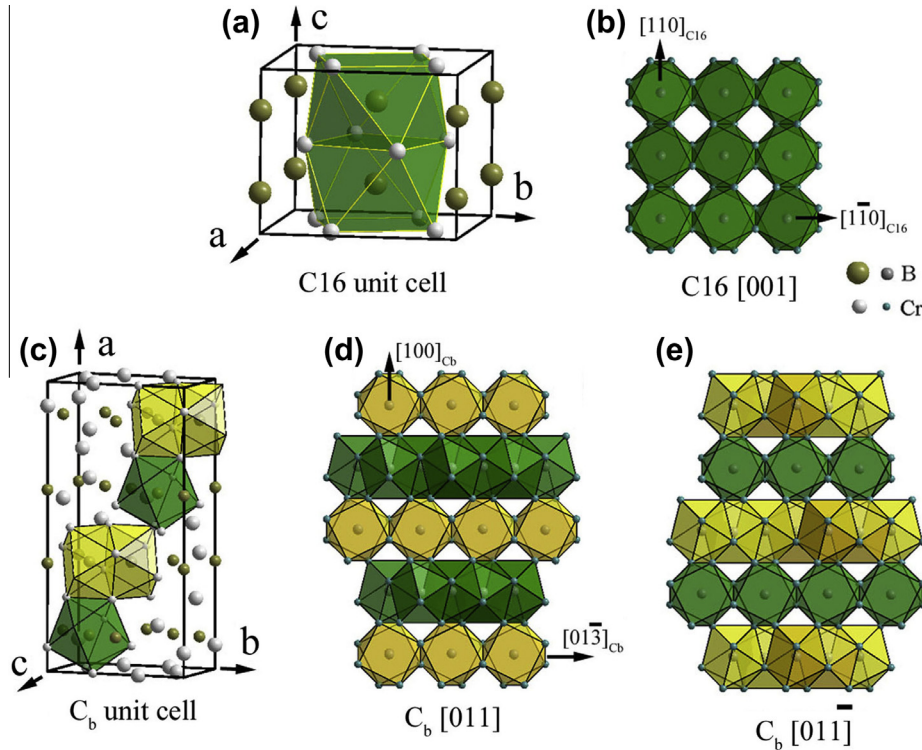 (a)
c
b
a
C16 unit cell
(b)
[110]C16
[11̄0]C16
C16 [001]
B
Cr
(c)
a
b
c
Cb unit cell
(d)
[100]Cb
[013̄]Cb
Cb [011]
(e)
Cb [011̄]